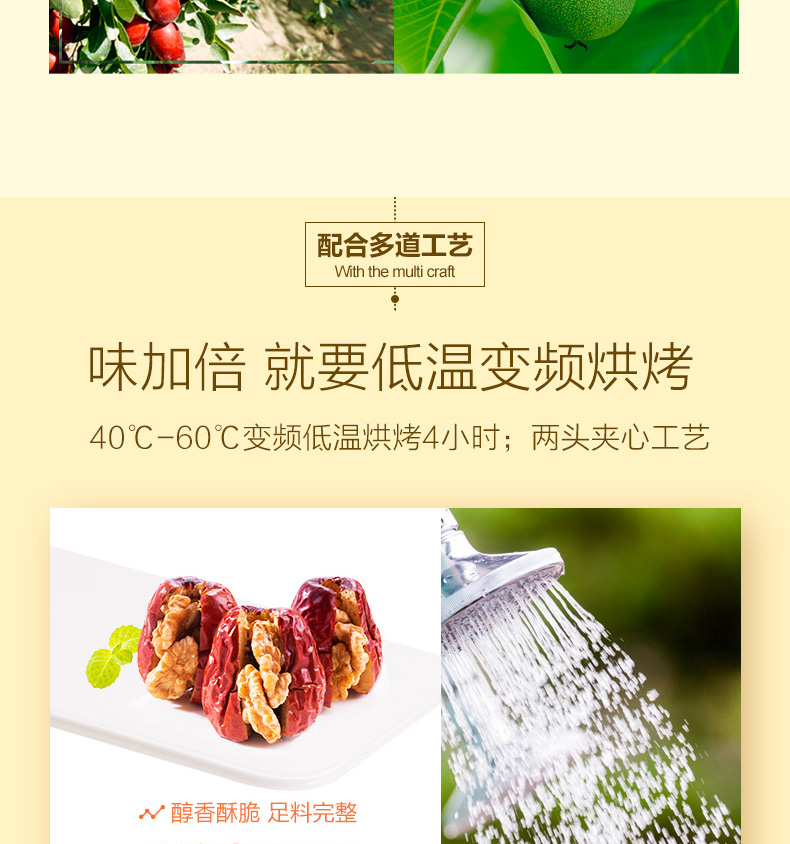 配合多道工艺
With the multi craft
味加倍 就要低温变频烘烤
40℃-60℃变频低温烘烤4小时；两头夹心工艺
醇香酥脆 足料完整